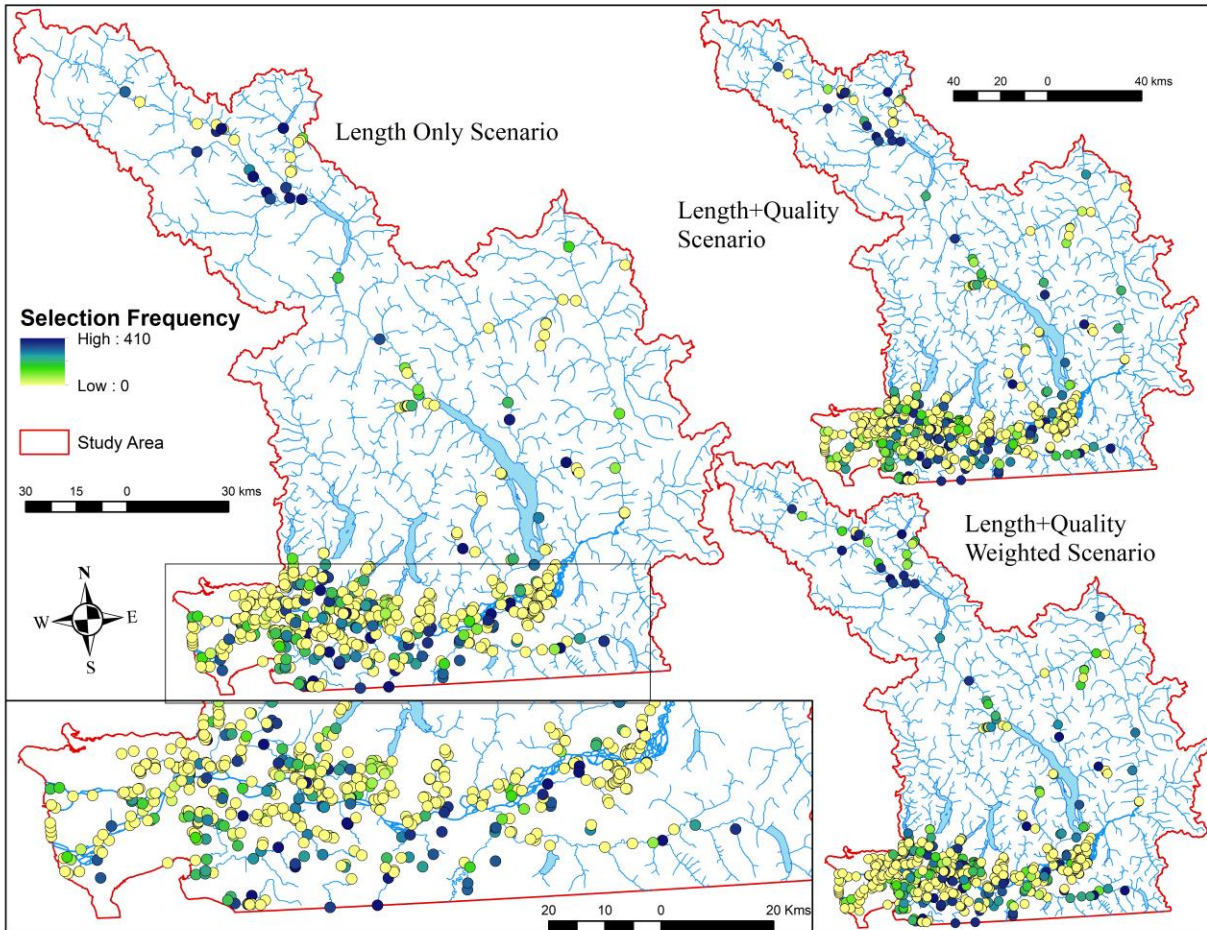 Length Only Scenario
40 20 0 40 kms
Length+Quality
Scenario
Selection Frequency
High : 410
Low : 0
Study Area
30 15 0 30 kms
Length+Quality
Weighted Scenario
N
W E
S
20 10 0 20 Kms